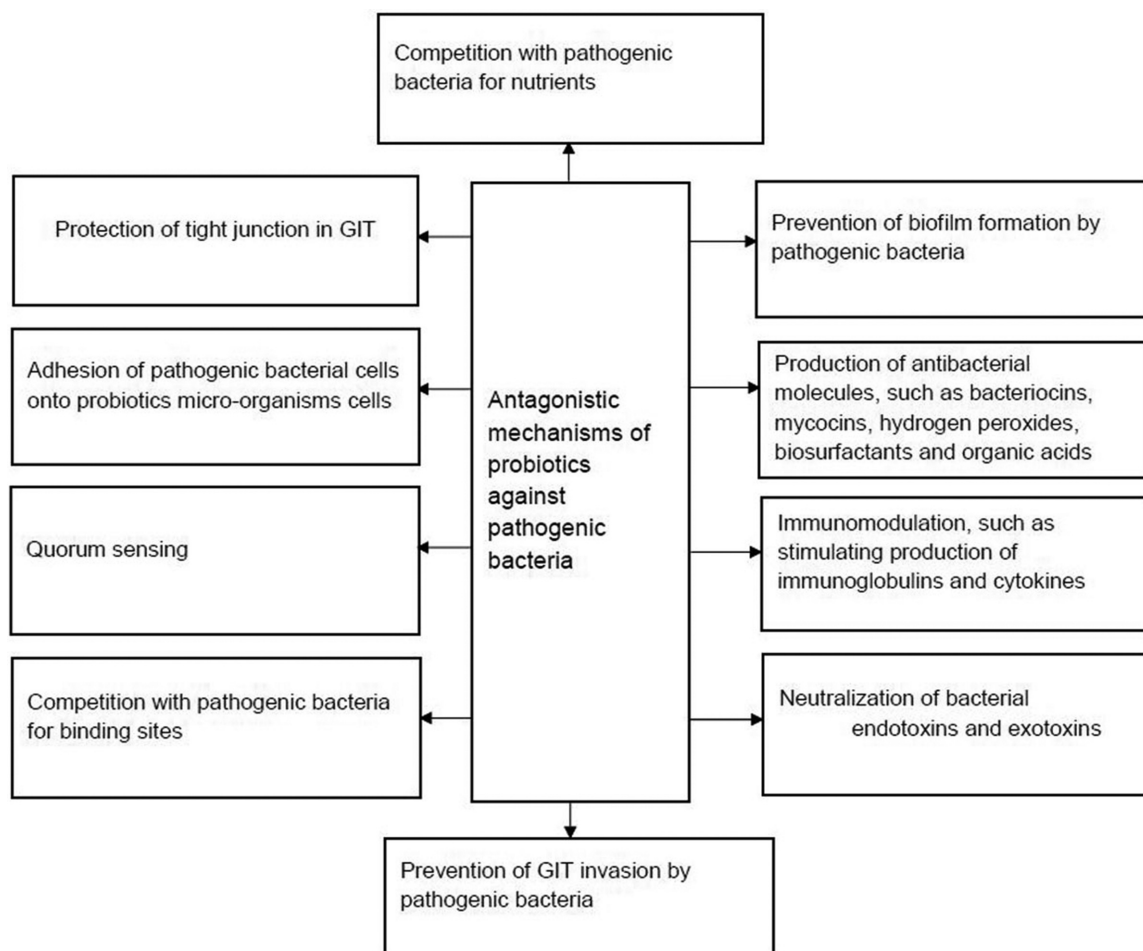 Competition with pathogenic
bacteria for nutrients
Protection of tight junction in GIT
Adhesion of pathogenic bacterial cells
onto probiotics micro-organisms cells
Quorum sensing
Competition with pathogenic bacteria
for binding sites
Antagonistic
mechanisms of
probiotics
against
pathogenic
bacteria
Prevention of biofilm formation by
pathogenic bacteria
Production of antibacterial
molecules, such as bacteriocins,
mycocins, hydrogen peroxides,
biosurfactants and organic acids
Immunomodulation, such as
stimulating production of
immunoglobulins and cytokines
Neutralization of bacterial
endotoxins and exotoxins
Prevention of GIT invasion by
pathogenic bacteria